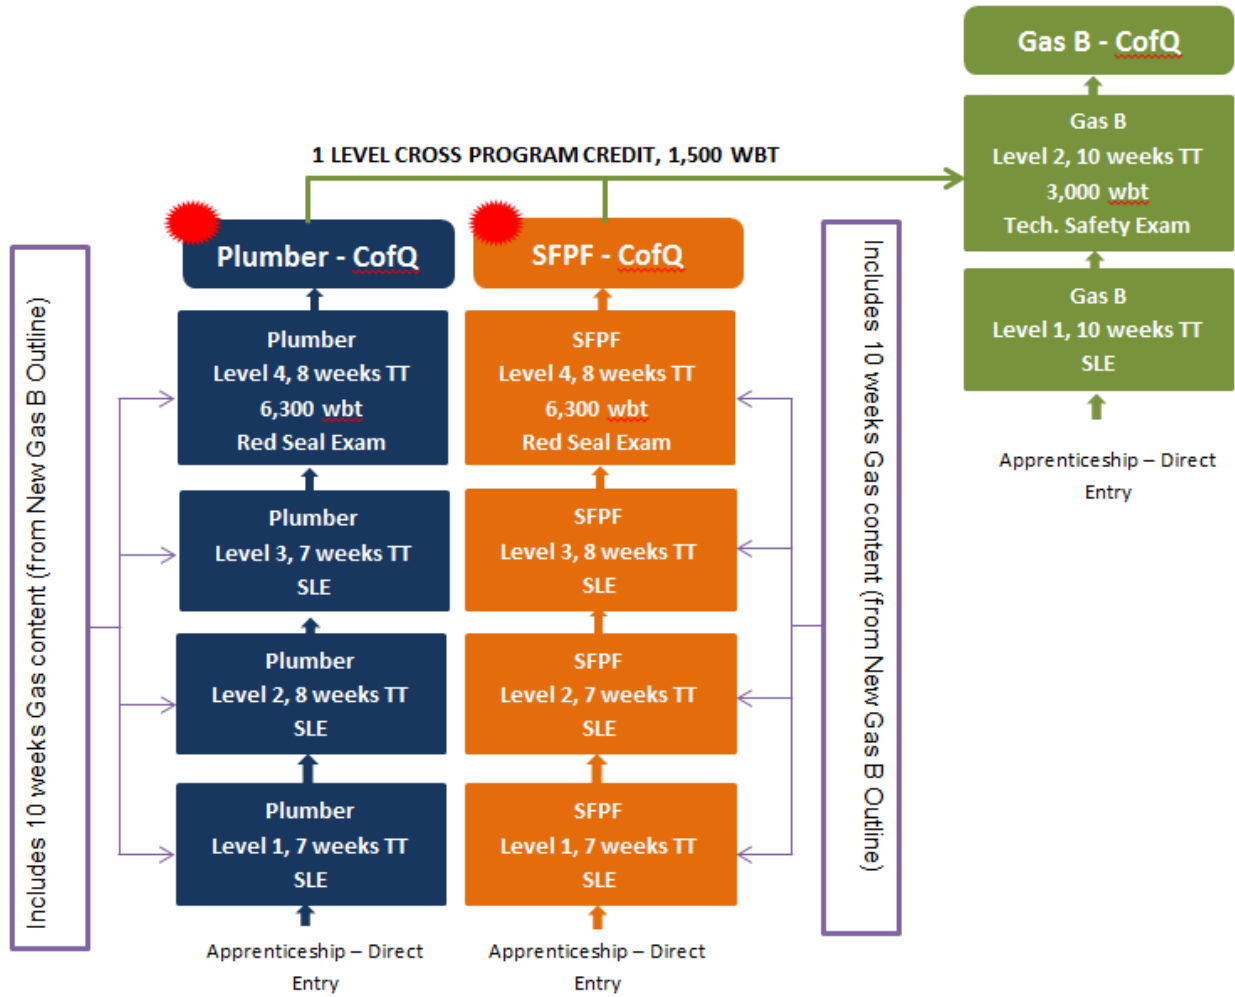 Gas B - CofQ
Gas B
Level 2, 10 weeks TT
3,000 wbt
Tech. Safety Exam
Gas B
Level 1, 10 weeks TT
SLE
Apprenticeship – Direct
Entry
1 LEVEL CROSS PROGRAM CREDIT, 1,500 WBT
Includes 10 weeks Gas content (from New Gas B Outline)
Plumber - CofQ
Plumber
Level 4, 8 weeks TT
6,300 wbt
Red Seal Exam
Plumber
Level 3, 7 weeks TT
SLE
Plumber
Level 2, 8 weeks TT
SLE
Plumber
Level 1, 7 weeks TT
SLE
Apprenticeship – Direct
Entry
SFPF - CofQ
SFPF
Level 4, 8 weeks TT
6,300 wbt
Red Seal Exam
SFPF
Level 3, 8 weeks TT
SLE
SFPF
Level 2, 7 weeks TT
SLE
SFPF
Level 1, 7 weeks TT
SLE
Apprenticeship – Direct
Entry
Includes 10 weeks Gas content (from New Gas B Outline)